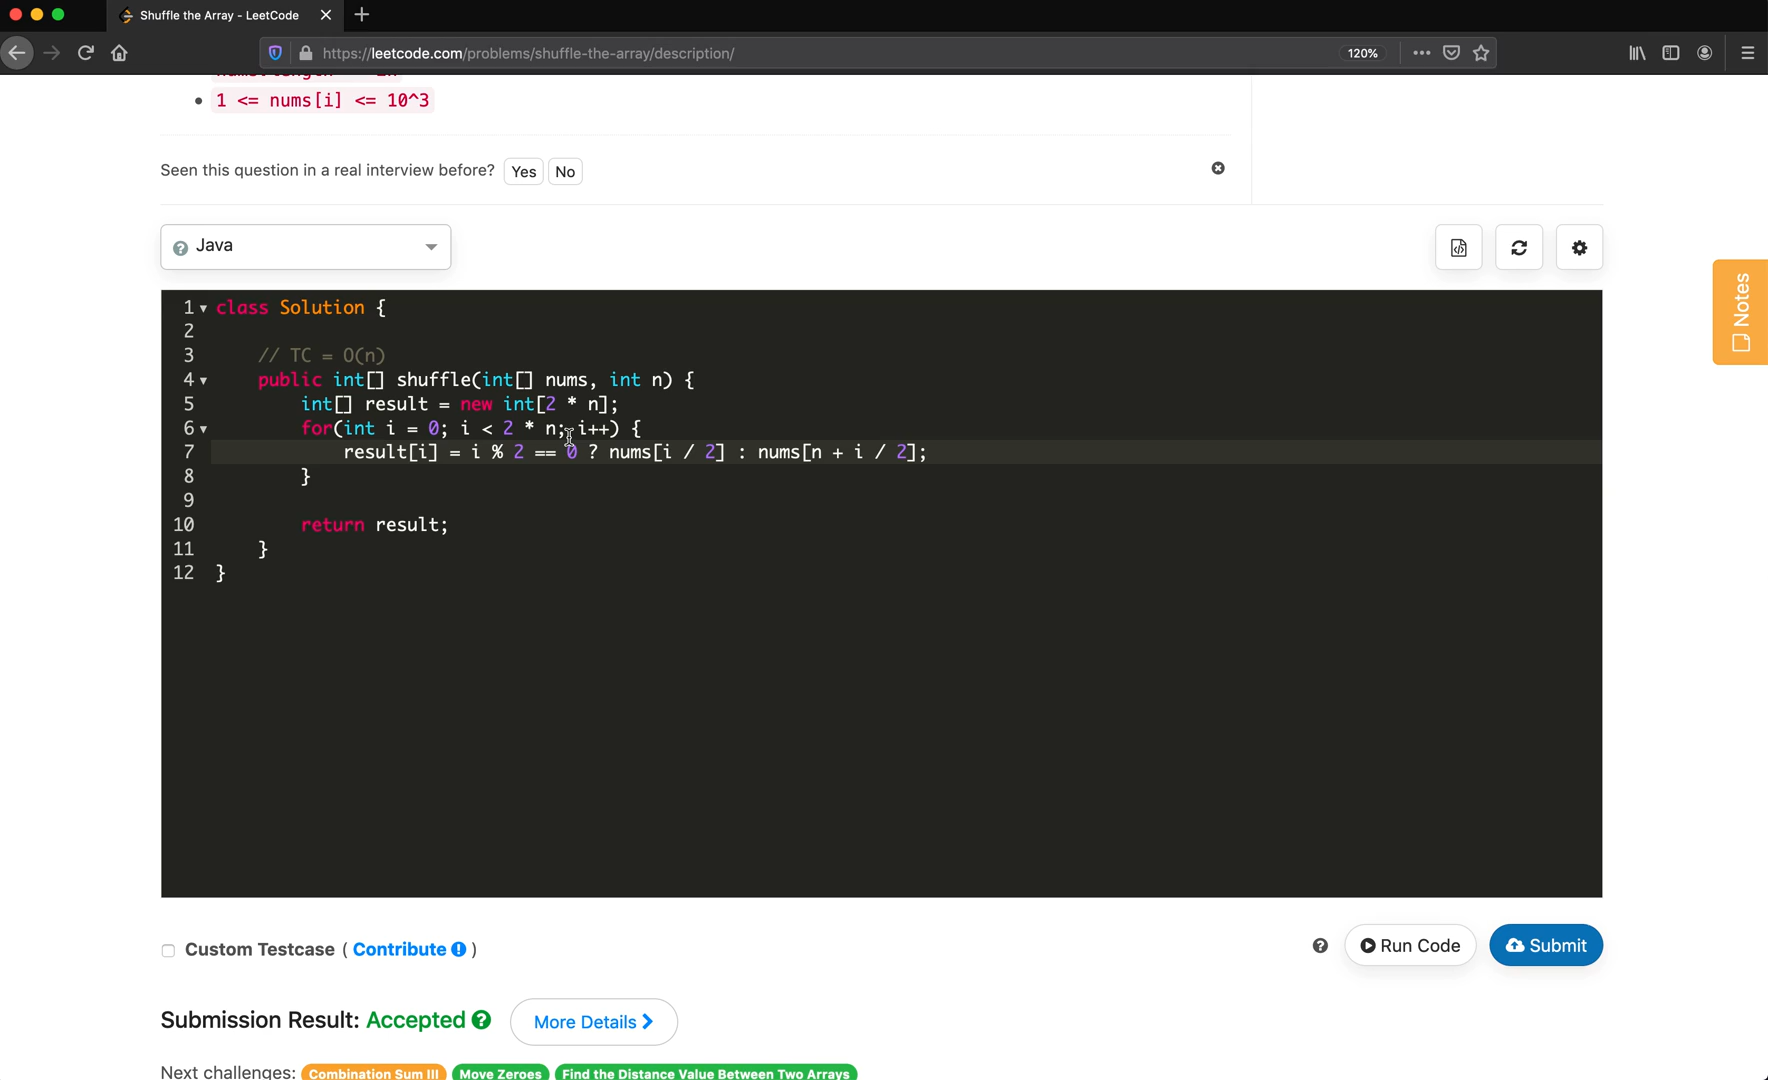 Shuffle the Array - LeetCode
https://leetcode.com/problems/shuffle-the-array/description/
120%
1 <= nums[i] <= 10^3
Seen this question in a real interview before? Yes No
Java
Notes
1 class Solution {
2
3 // TC = O(n)
4 public int[] shuffle(int[] nums, int n) {
5 int[] result = new int[2 * n];
6 for(int i = 0; i < 2 * n; i++) {
7 result[i] = i % 2 == 0 ? nums[i / 2] : nums[n + i / 2];
8 }
9
10 return result;
11 }
12 }
Custom Testcase ( Contribute )
Run Code
Submit
Submission Result: Accepted
More Details
Next challenges: Combination Sum III Move Zeroes Find the Distance Value Between Two Arrays